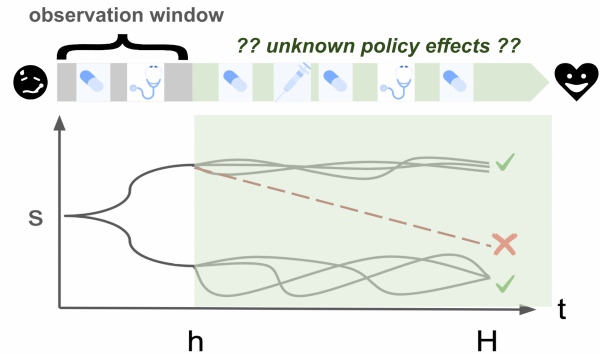 observation window
?? unknown policy effects ??
S
t
h
H